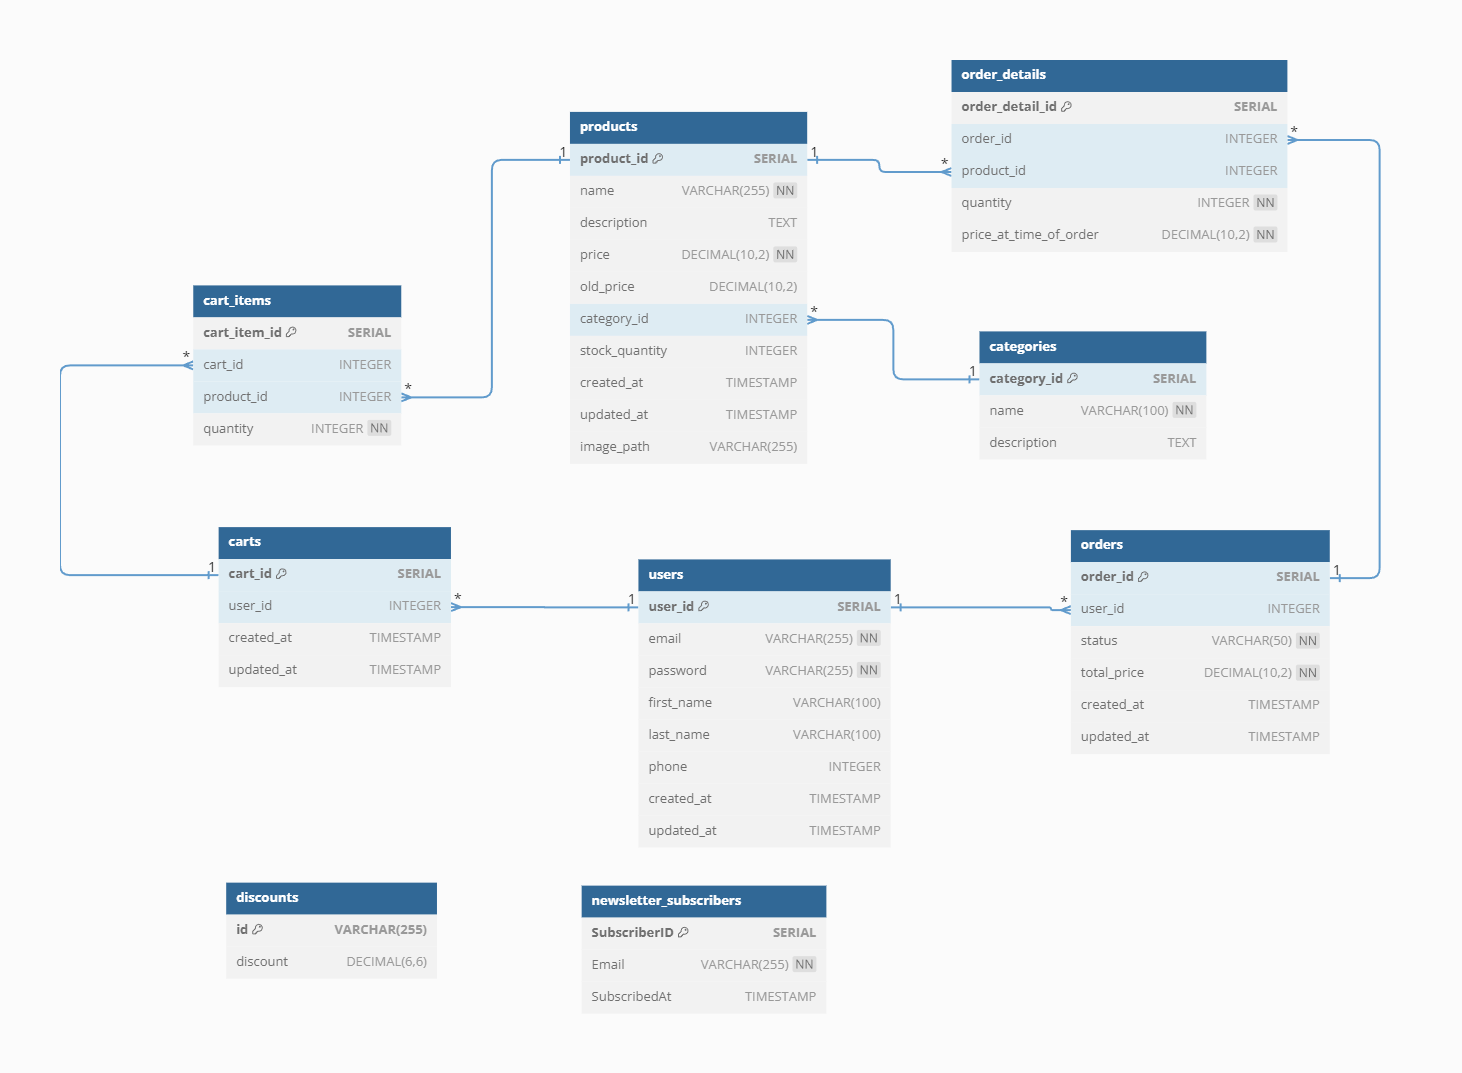 order_details
order_detail_id SERIAL
order_id INTEGER
product_id INTEGER
quantity INTEGER NN
price_at_time_of_order DECIMAL(10,2) NN
products
product_id SERIAL
name VARCHAR(255) NN
description TEXT
price DECIMAL(10,2) NN
old_price DECIMAL(10,2)
category_id INTEGER
stock_quantity INTEGER
created_at TIMESTAMP
updated_at TIMESTAMP
image_path VARCHAR(255)
1
1
*
*
*
cart_items
cart_item_id SERIAL
cart_id INTEGER
product_id INTEGER
quantity INTEGER NN
*
*
categories
category_id SERIAL
name VARCHAR(100) NN
description TEXT
1
carts
cart_id SERIAL
user_id INTEGER
created_at TIMESTAMP
updated_at TIMESTAMP
1
*
users
user_id SERIAL
email VARCHAR(255) NN
password VARCHAR(255) NN
first_name VARCHAR(100)
last_name VARCHAR(100)
phone INTEGER
created_at TIMESTAMP
updated_at TIMESTAMP
1
1
orders
order_id SERIAL
user_id INTEGER
status VARCHAR(50) NN
total_price DECIMAL(10,2) NN
created_at TIMESTAMP
updated_at TIMESTAMP
1
*
discounts
id VARCHAR(255)
discount DECIMAL(6,6)
newsletter_subscribers
SubscriberID SERIAL
Email VARCHAR(255) NN
SubscribedAt TIMESTAMP